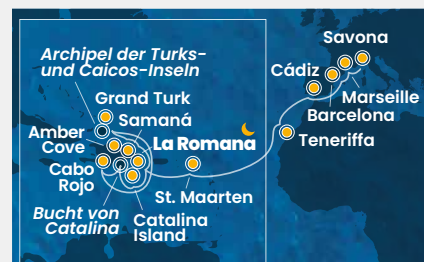 Archipel der Turks-
und Caicos-Inseln
Grand Turk
Samaná
Amber
Cove
La Romana
Cabo
Rojo
St. Maarten
Bucht von
Catalina
Catalina
Island
Savona
Cádiz
Marseille
Barcelona
Teneriffa